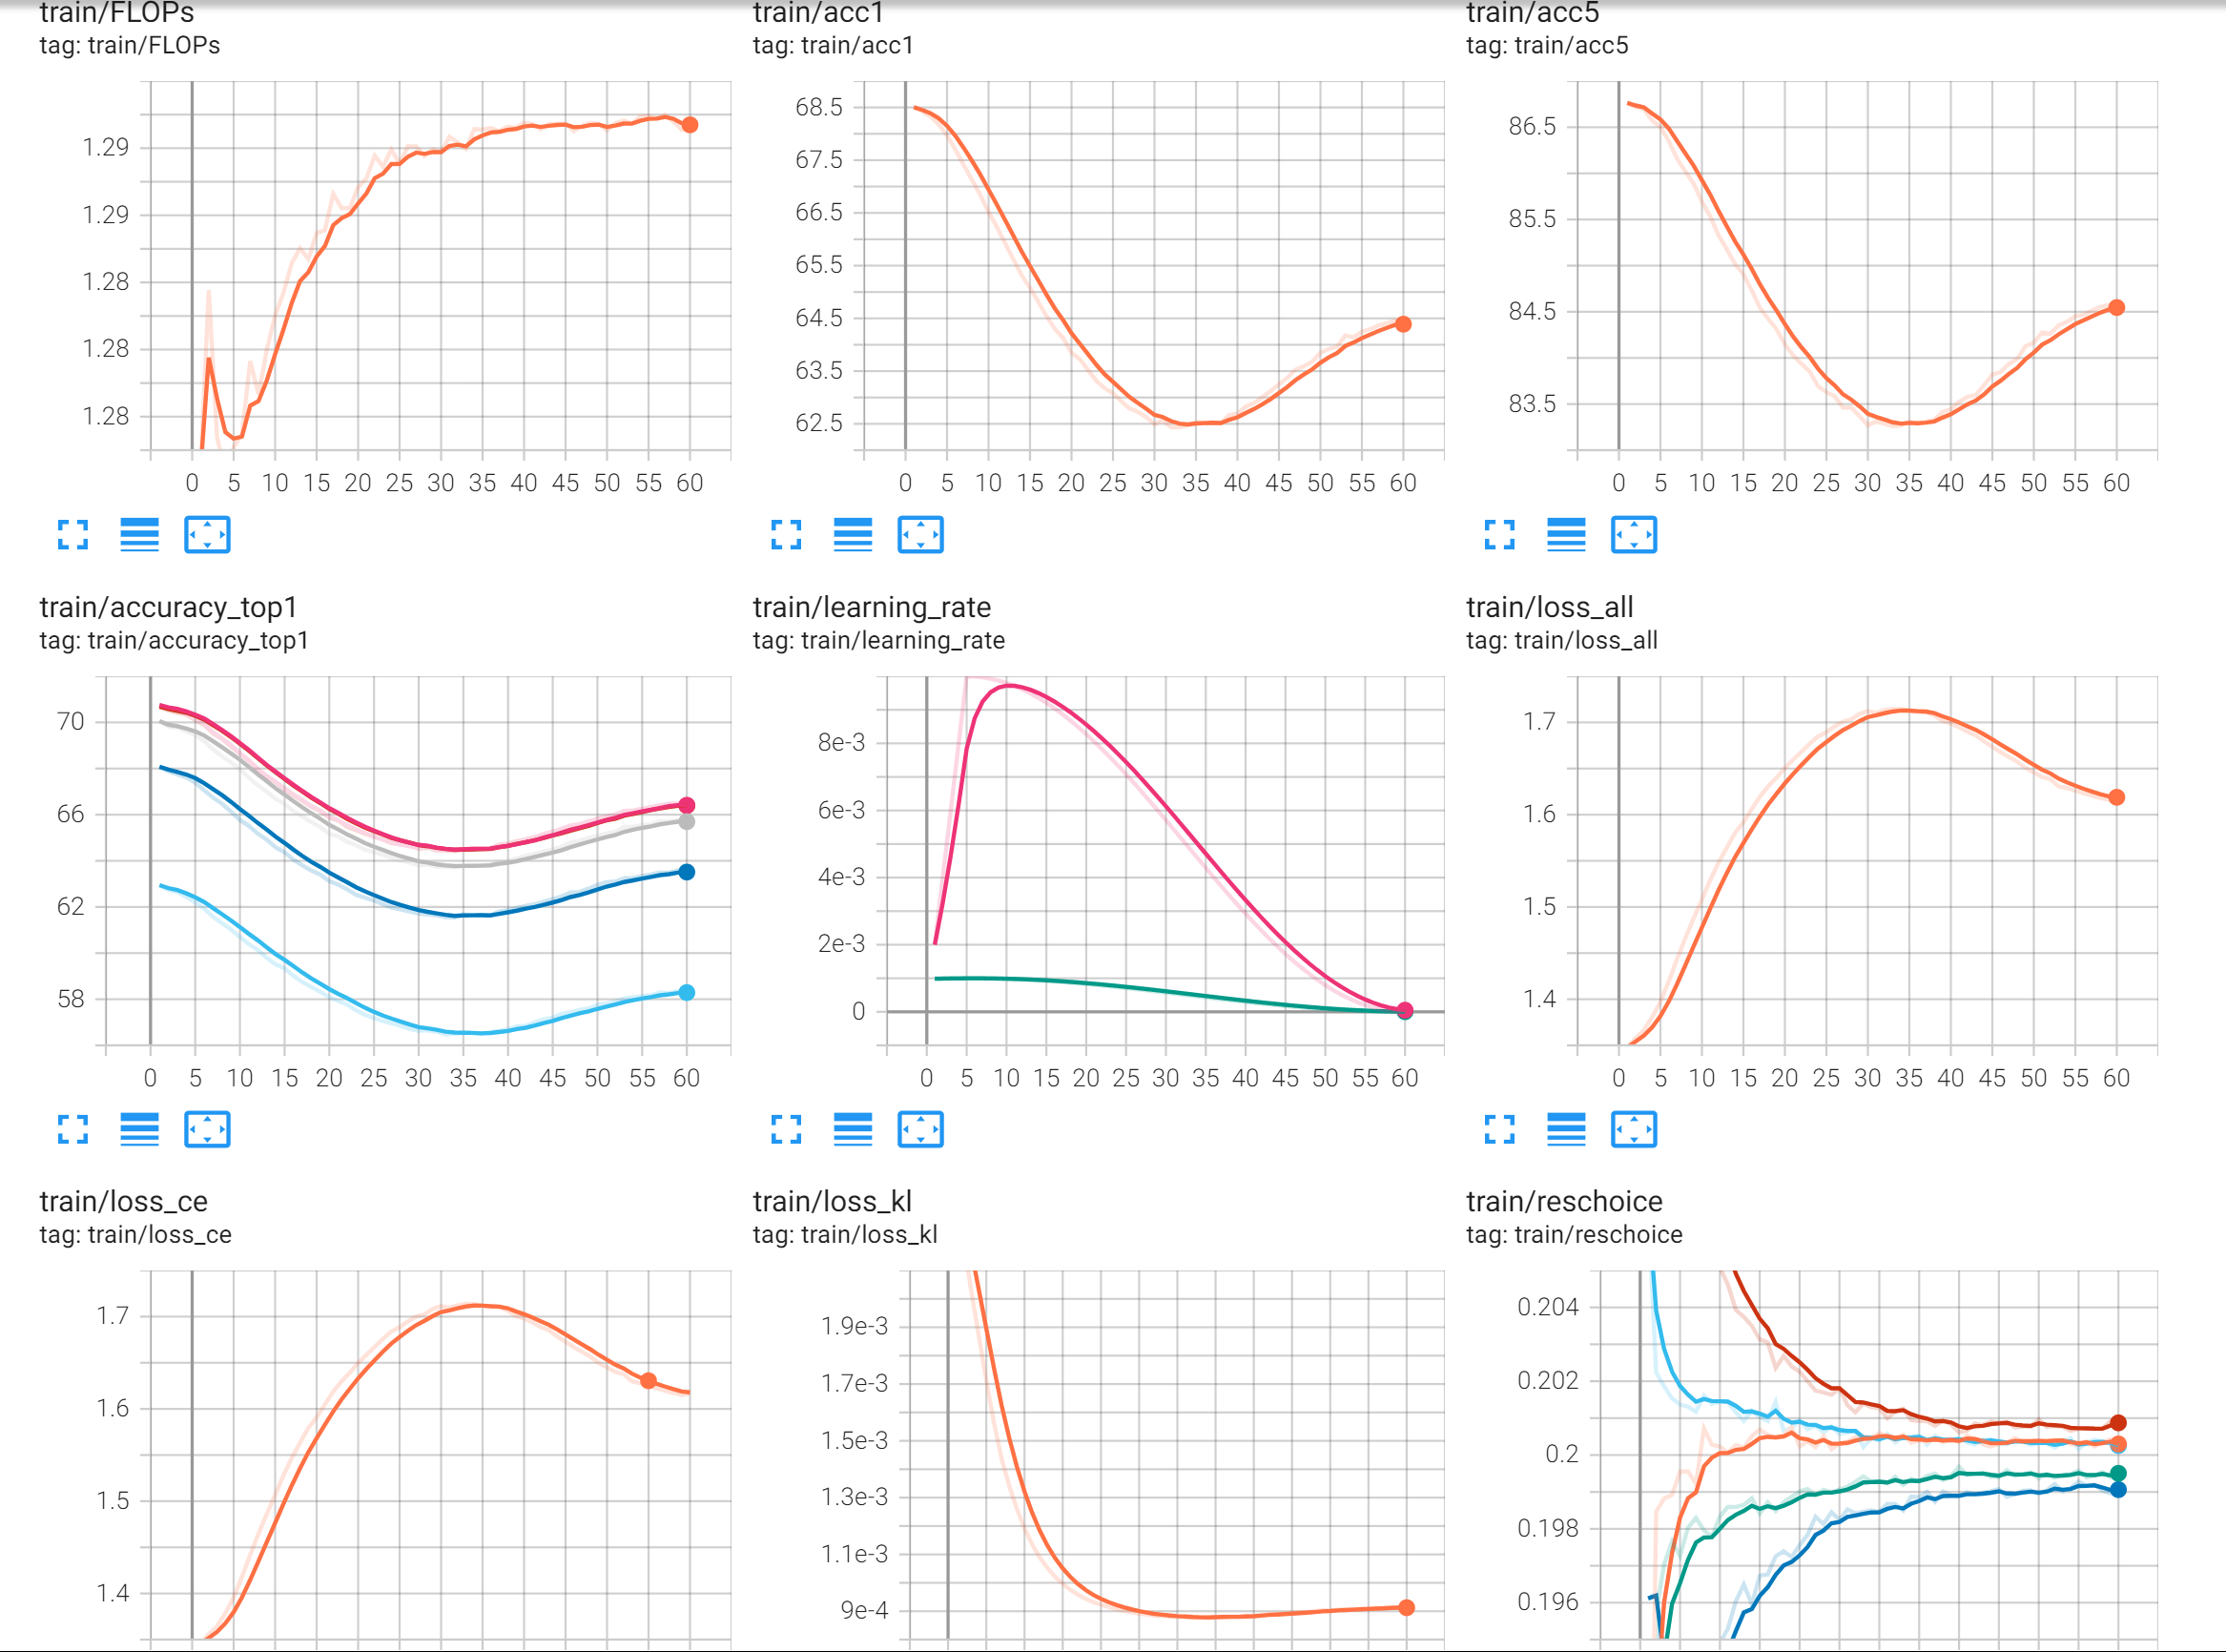 train/FLOPs
tag: train/FLOPs
1.29
1.29
1.28
1.28
1.28
0 5 10 15 20 25 30 35 40 45 50 55 60
train/acc1
tag: train/acc1
68.5
67.5
66.5
65.5
64.5
63.5
62.5
0 5 10 15 20 25 30 35 40 45 50 55 60
train/acc5
tag: train/acc5
86.5
85.5
84.5
83.5
0 5 10 15 20 25 30 35 40 45 50 55 60
train/accuracy_top1
tag: train/accuracy_top1
70
66
62
58
0 5 10 15 20 25 30 35 40 45 50 55 60
train/learning_rate
tag: train/learning_rate
8e-3
6e-3
4e-3
2e-3
0
0 5 10 15 20 25 30 35 40 45 50 55 60
train/loss_all
tag: train/loss_all
1.7
1.6
1.5
1.4
0 5 10 15 20 25 30 35 40 45 50 55 60
train/loss_ce
tag: train/loss_ce
1.7
1.6
1.5
1.4
train/loss_kl
tag: train/loss_kl
1.9e-3
1.7e-3
1.5e-3
1.3e-3
1.1e-3
9e-4
train/reschoice
tag: train/reschoice
0.204
0.202
0.2
0.198
0.196